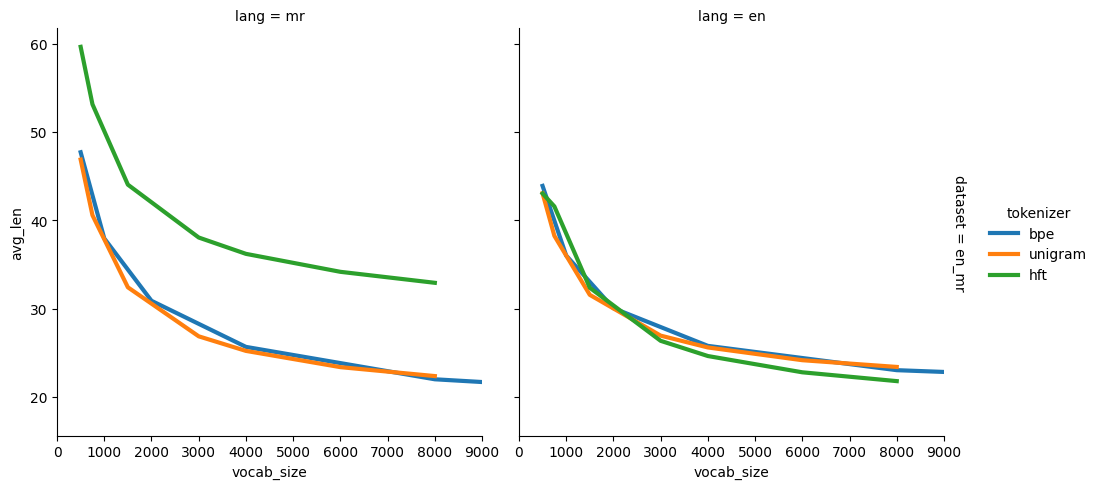 lang = mr
60
50
40
30
20
avg_len
0 1000 2000 3000 4000 5000 6000 7000 8000 9000
vocab_size
lang = en
0 1000 2000 3000 4000 5000 6000 7000 8000 9000
vocab_size
dataset = en_mr
tokenizer
bpe
unigram
hft